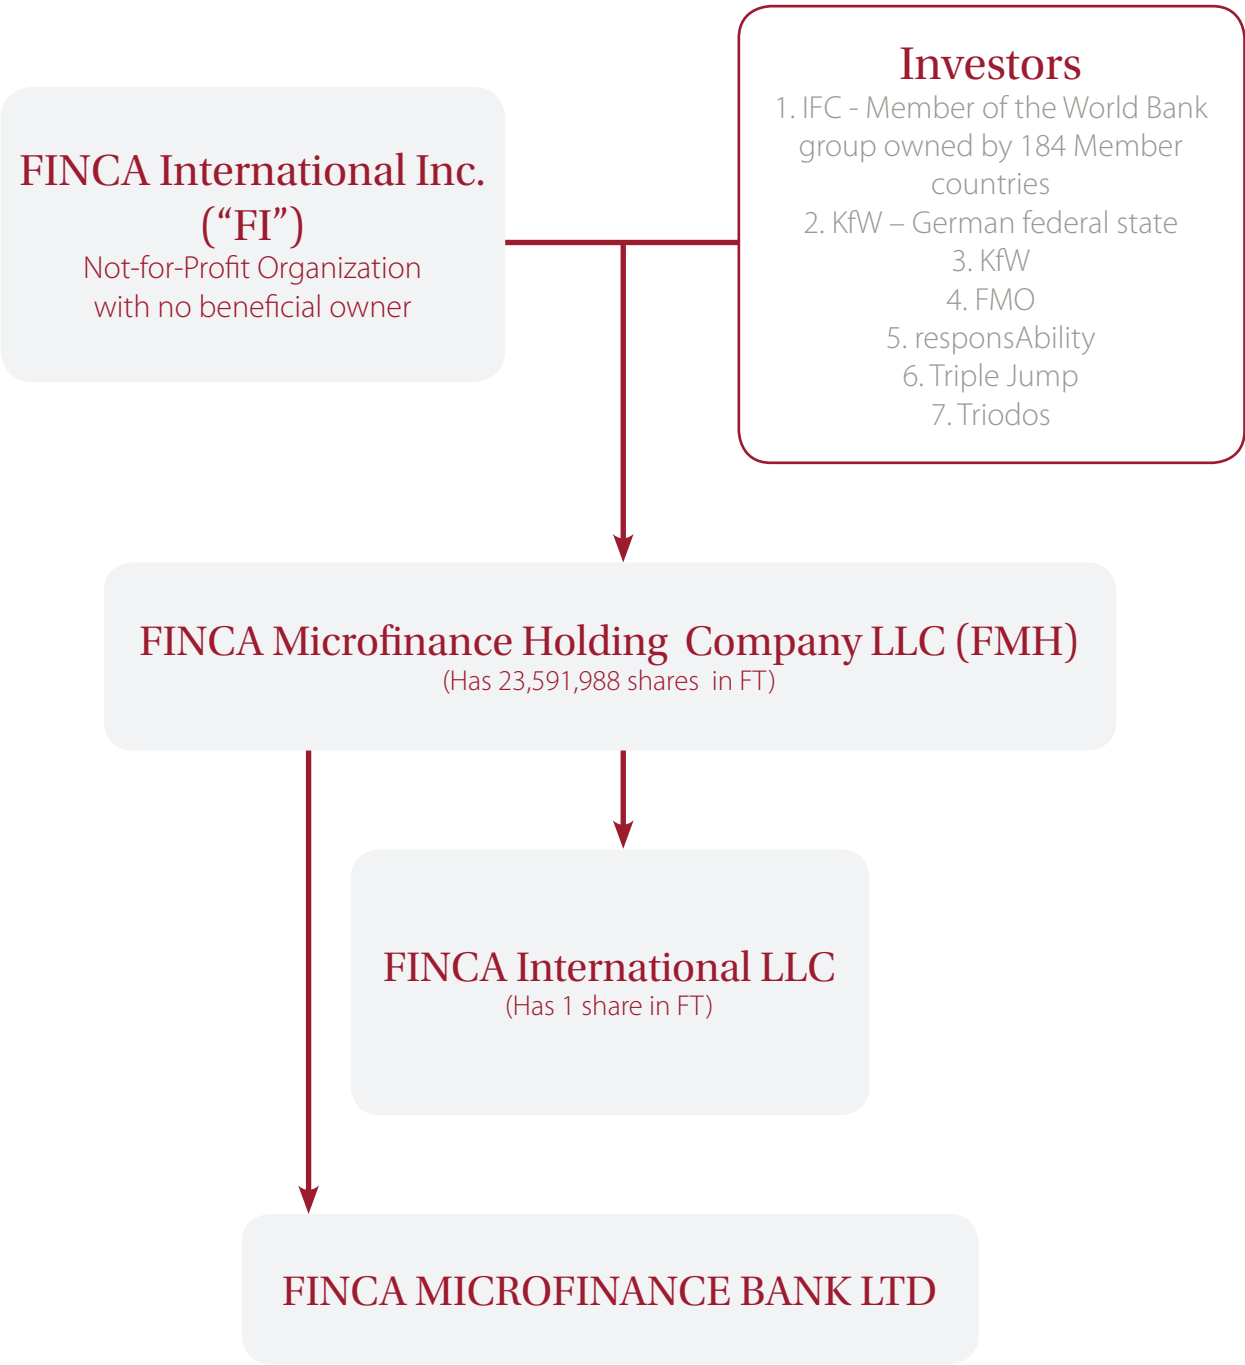 FINCA International Inc.
(“FI”)
Not-for-Profit Organization
with no beneficial owner
Investors
1. IFC - Member of the World Bank
group owned by 184 Member
countries
2. KfW – German federal state
3. KfW
4. FMO
5. responsAbility
6. Triple Jump
7. Triodos
FINCA Microfinance Holding Company LLC (FMH)
(Has 23,591,988 shares in FT)
FINCA International LLC
(Has 1 share in FT)
FINCA MICROFINANCE BANK LTD